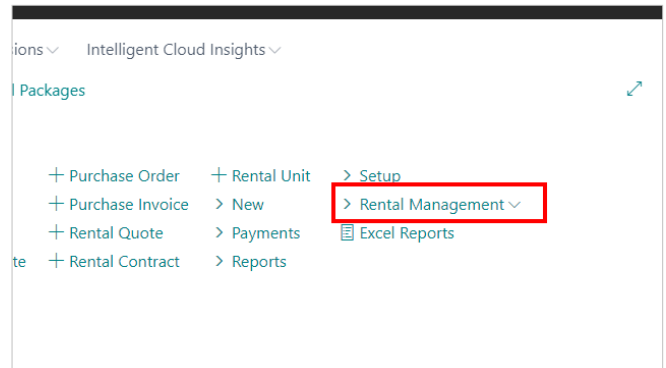 ions Intelligent Cloud Insights
l Packages
+ Purchase Order + Rental Unit > Setup
+ Purchase Invoice > New > Rental Management
+ Rental Quote > Payments Excel Reports
te + Rental Contract > Reports